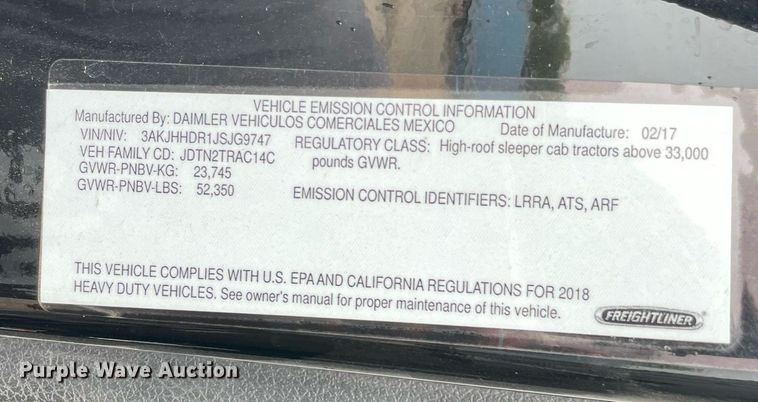 VEHICLE EMISSION CONTROL INFORMATION
Manufactured By: DAIMLER VEHICULOS COMERCIALES MEXICO Date of Manufacture: 02/17
VIN/NIV: 3AKJHHDR1JSJG9747 REGULATORY CLASS: High-roof sleeper cab tractors above 33,000
VEH FAMILY CD: JDTN2TRAC14C pounds GVWR.
GVWR-PNBV-KG: 23,745
GVWR-PNBV-LBS: 52,350 EMISSION CONTROL IDENTIFIERS: LRRA, ATS, ARF
THIS VEHICLE COMPLIES WITH U.S. EPA AND CALIFORNIA REGULATIONS FOR 2018
HEAVY DUTY VEHICLES. See owner's manual for proper maintenance of this vehicle.
FREIGHTLINER
Purple Wave Auction